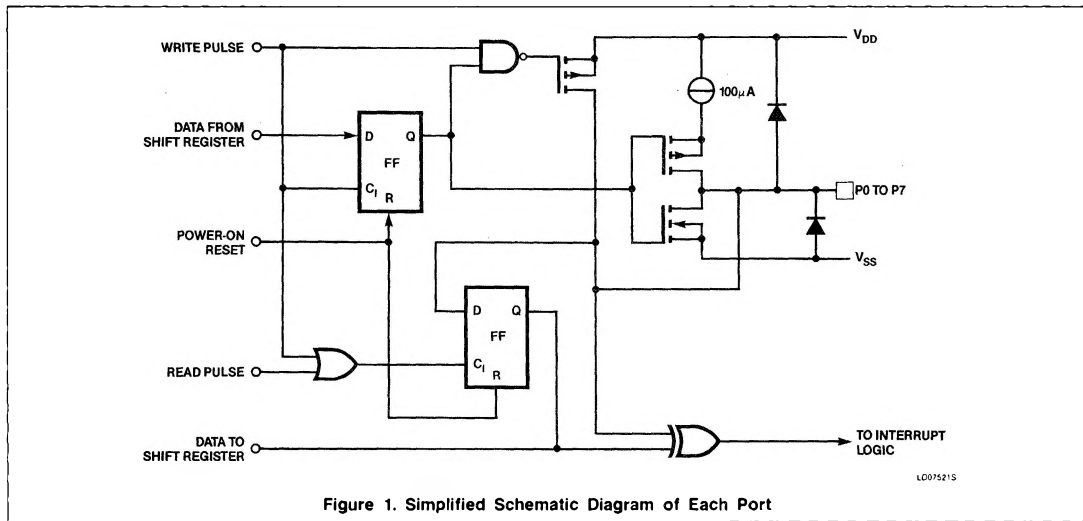 WRITE PULSE
V_DD
100μA
DATA FROM
SHIFT REGISTER
D
Q
FF
C_I
R
P0 TO P7
POWER-ON
RESET
V_SS
D
Q
FF
C_I
R
READ PULSE
DATA TO
SHIFT REGISTER
TO INTERRUPT
LOGIC
LD07521S
Figure 1. Simplified Schematic Diagram of Each Port